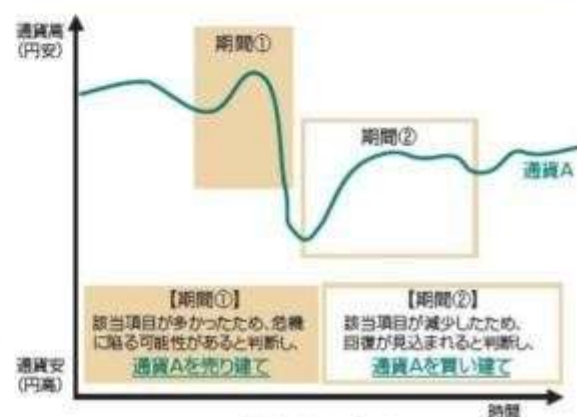 通貨高
(円安)
期間①
期間②
通貨A
【期間①】
該当項目が多かったため、危機
に陥る可能性があると判断し、
通貨Aを売り建て
【期間②】
該当項目が減少したため、
回復が見込まれると判断し、
通貨Aを買い建て
通貨安
(円高)
時間